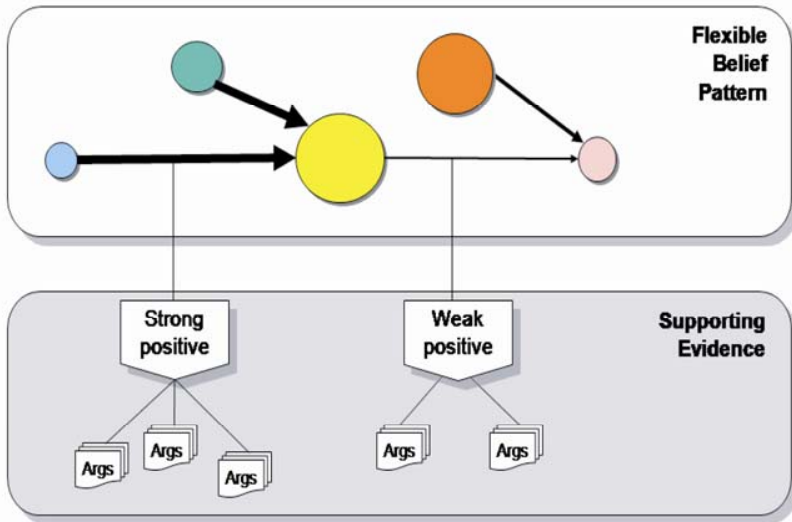 Flexible
Belief
Pattern
Strong
positive
Weak
positive
Supporting
Evidence
Args
Args
Args
Args
Args